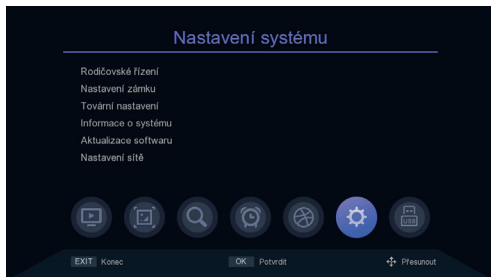 Nastavení systému
Rodičovské řízení
Nastavení zámku
Tovární nastavení
Informace o systému
Aktualizace softwaru
Nastavení sítě
USB
EXIT Konec
OK Potvrdit
Přesunout